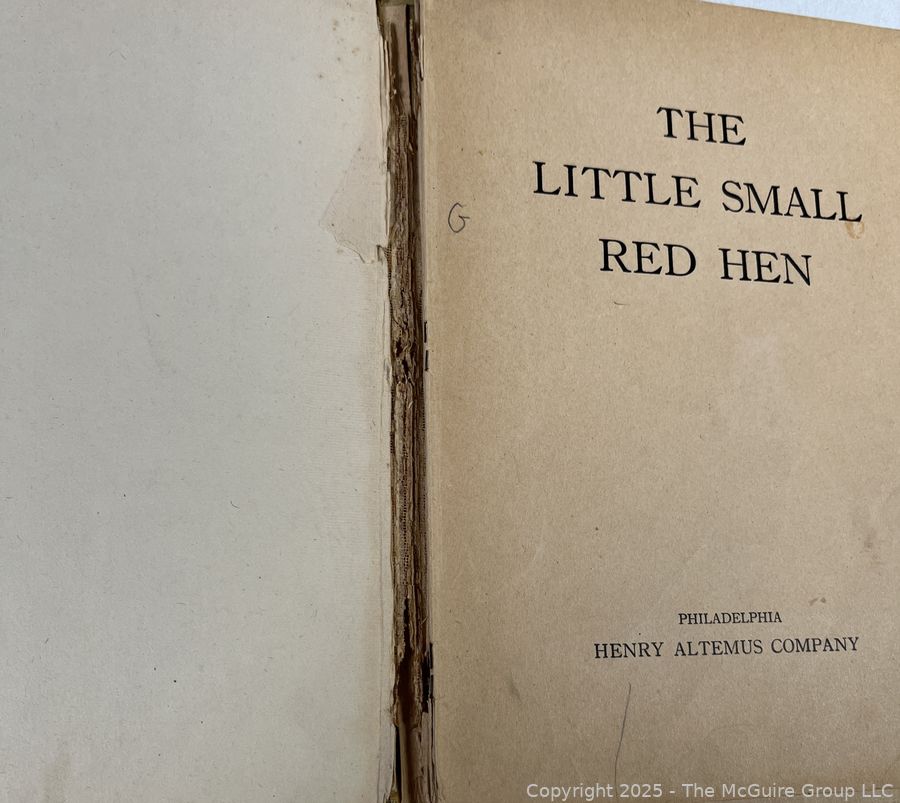 THE
LITTLE SMALL
RED HEN
G
PHILADELPHIA
HENRY ALTEMUS COMPANY
Copyright 2025 - The McGuire Group LLC